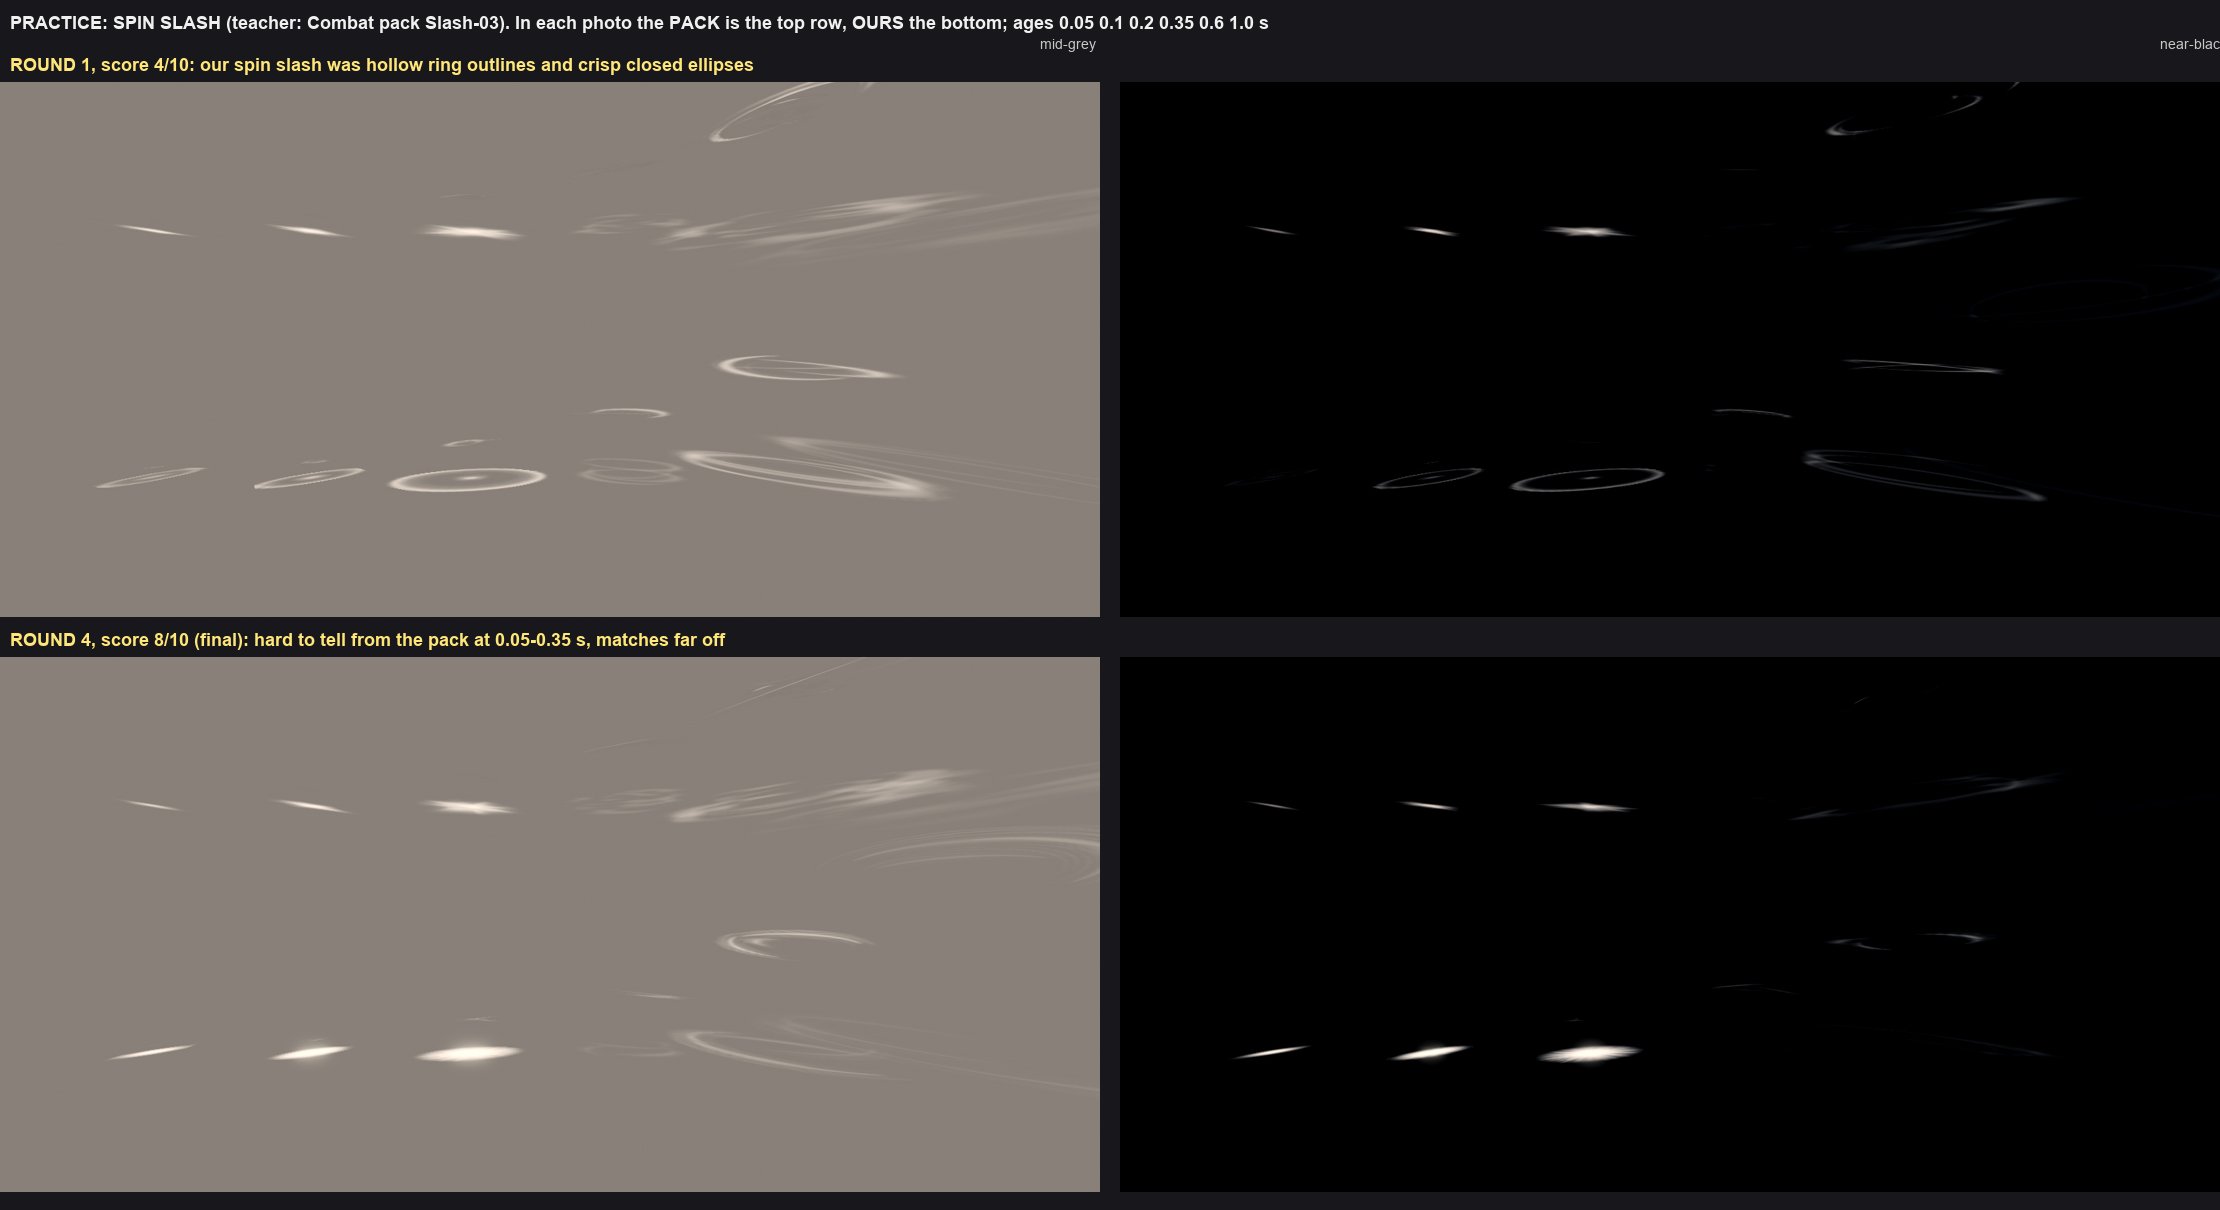 PRACTICE: SPIN SLASH (teacher: Combat pack Slash-03). In each photo the PACK is the top row, OURS the bottom; ages 0.05 0.1 0.2 0.35 0.6 1.0 s
mid-grey
near-blac
ROUND 1, score 4/10: our spin slash was hollow ring outlines and crisp closed ellipses
ROUND 4, score 8/10 (final): hard to tell from the pack at 0.05-0.35 s, matches far off